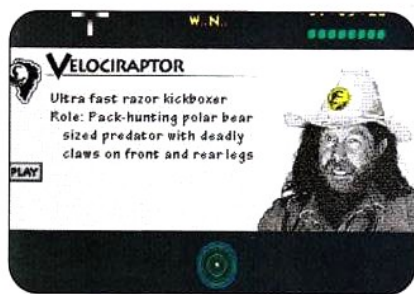 W..N..
VELOCIRAPTOR
Ultra fast razor kickboxer
Role: Pack-hunting polar bear
sized predator with deadly
claws on front and rear legs
PLAY